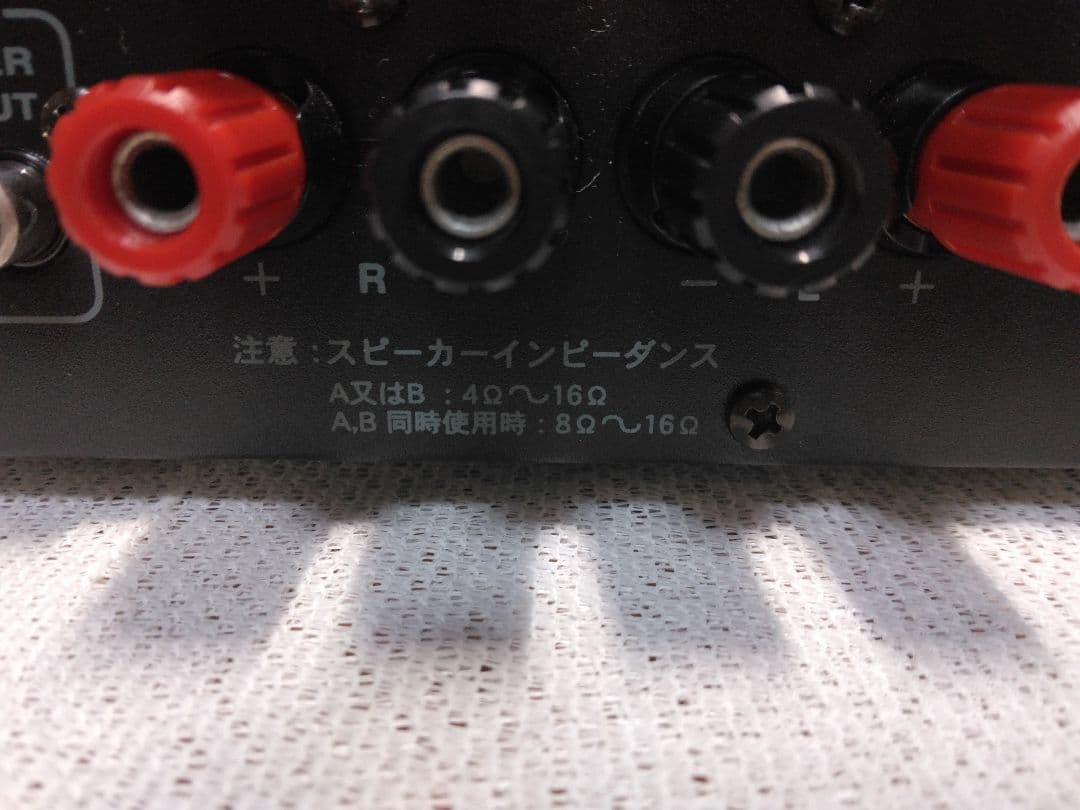 + R − L +
注意:スピーカーインピーダンス
A又はB :4Ω〜16Ω
A,B 同時使用時:8Ω〜16Ω